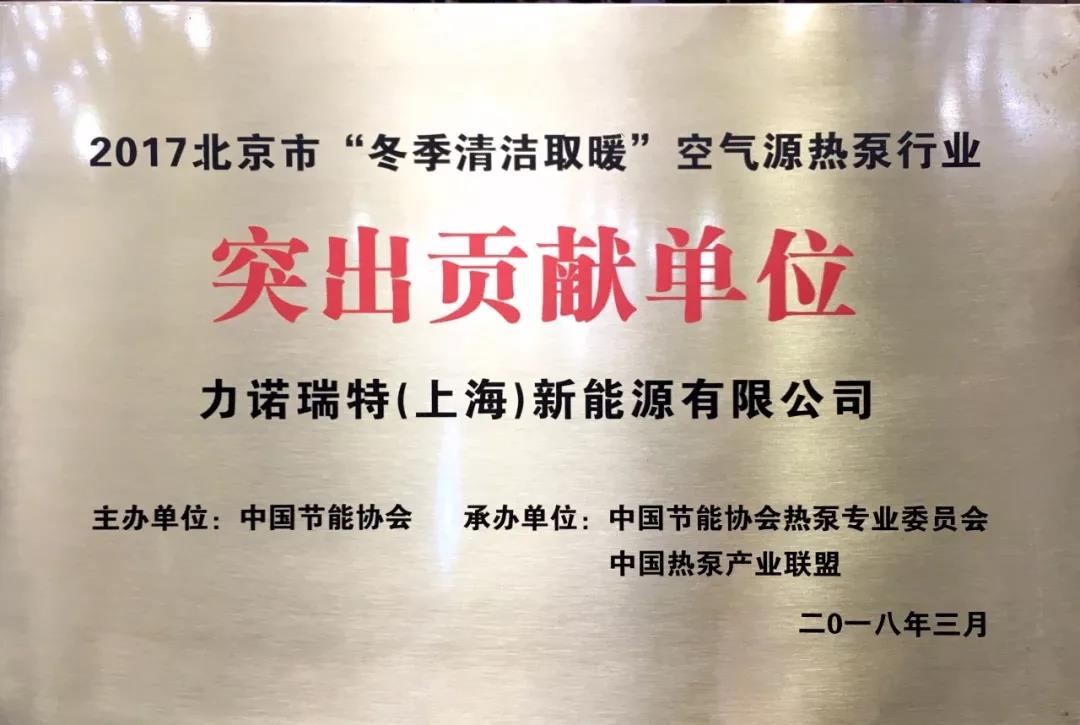 2017北京市“冬季清洁取暖”空气源热泵行业
突出贡献单位
力诺瑞特(上海)新能源有限公司
主办单位：中国节能协会 承办单位：中国节能协会热泵专业委员会
中国热泵产业联盟
二0一八年三月